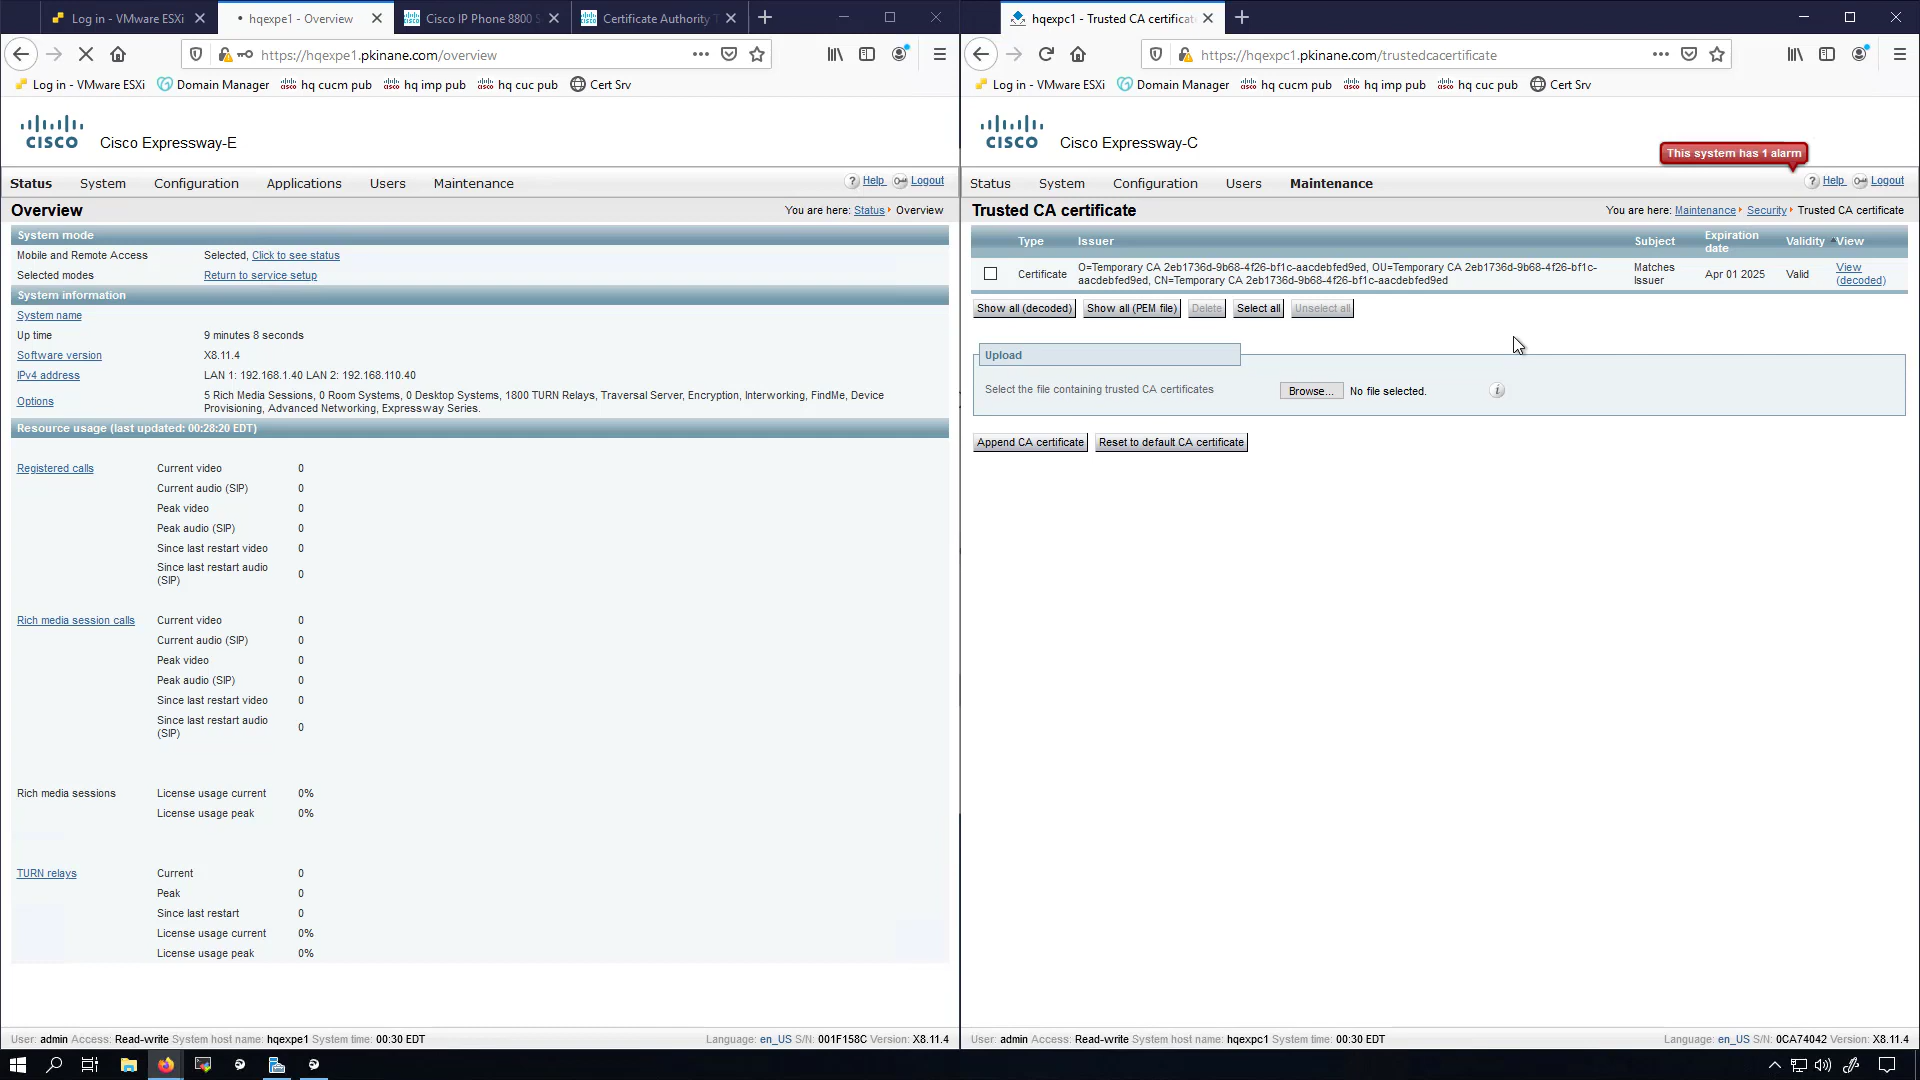 Log in - VMware ESXi
hqexpe1 - Overview
Cisco IP Phone 8800 S
Certificate Authority T
hqexpc1 - Trusted CA certificat
https://hqexpe1.pkinane.com/overview
https://hqexpc1.pkinane.com/trustedcacertificate
Log in - VMware ESXi
Domain Manager
hq cucm pub
hq imp pub
hq cuc pub
Cert Srv
Log in - VMware ESXi
Domain Manager
hq cucm pub
hq imp pub
hq cuc pub
Cert Srv
CISCO
Cisco Expressway-E
Status
System
Configuration
Applications
Users
Maintenance
? Help
Logout
Overview
You are here: Status Overview
System mode
Mobile and Remote Access
Selected, Click to see status
Selected modes
Return to service setup
System information
System name
Up time
9 minutes 8 seconds
Software version
X8.11.4
IPv4 address
LAN 1: 192.168.1.40 LAN 2: 192.168.110.40
Options
5 Rich Media Sessions, 0 Room Systems, 0 Desktop Systems, 1800 TURN Relays, Traversal Server, Encryption, Interworking, FindMe, Device
Provisioning, Advanced Networking, Expressway Series.
Resource usage (last updated: 00:28:20 EDT)
Registered calls
Current video 0
Current audio (SIP) 0
Peak video 0
Peak audio (SIP) 0
Since last restart video 0
Since last restart audio
(SIP) 0
Rich media session calls
Current video 0
Current audio (SIP) 0
Peak video 0
Peak audio (SIP) 0
Since last restart video 0
Since last restart audio
(SIP) 0
Rich media sessions
License usage current 0%
License usage peak 0%
TURN relays
Current 0
Peak 0
Since last restart 0
License usage current 0%
License usage peak 0%
User: admin Access: Read-write System host name: hqexpe1 System time: 00:30 EDT
Language: en_US S/N: 001F158C Version: X8.11.4
CISCO
Cisco Expressway-C
This system has 1 alarm
Status
System
Configuration
Users
Maintenance
? Help
Logout
Trusted CA certificate
You are here: Maintenance Security Trusted CA certificate
Type
Issuer
Subject
Expiration
date
Validity
View
Certificate
O=Temporary CA 2eb1736d-9b68-4f26-bf1c-aacdebfed9ed, OU=Temporary CA 2eb1736d-9b68-4f26-bf1c-
aacdebfed9ed, CN=Temporary CA 2eb1736d-9b68-4f26-bf1c-aacdebfed9ed
Matches
Issuer
Apr 01 2025
Valid
View
(decoded)
Show all (decoded)
Show all (PEM file)
Delete
Select all
Unselect all
Upload
Select the file containing trusted CA certificates
Browse...
No file selected.
i
Append CA certificate
Reset to default CA certificate
User: admin Access: Read-write System host name: hqexpc1 System time: 00:30 EDT
Language: en_US S/N: 0CA74042 Version: X8.11.4